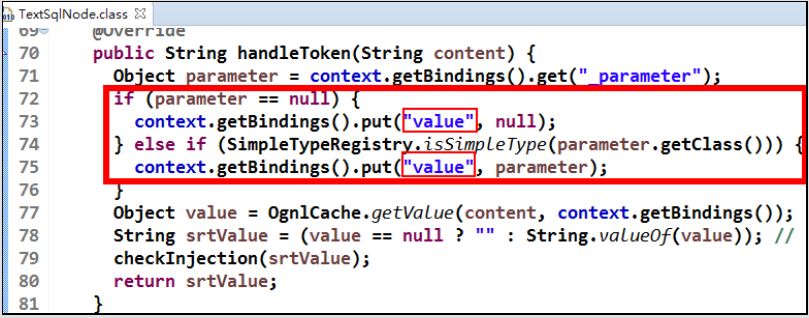 TextSqlNode.class
69 @Override
70 public String handleToken(String content) {
71 Object parameter = context.getBindings().get("_parameter");
72 if (parameter == null) {
73 context.getBindings().put("value", null);
74 } else if (SimpleTypeRegistry.isSimpleType(parameter.getClass())) {
75 context.getBindings().put("value", parameter);
76 }
77 Object value = OgnlCache.getValue(content, context.getBindings());
78 String srtValue = (value == null ? "" : String.valueOf(value)); //
79 checkInjection(srtValue);
80 return srtValue;
81 }